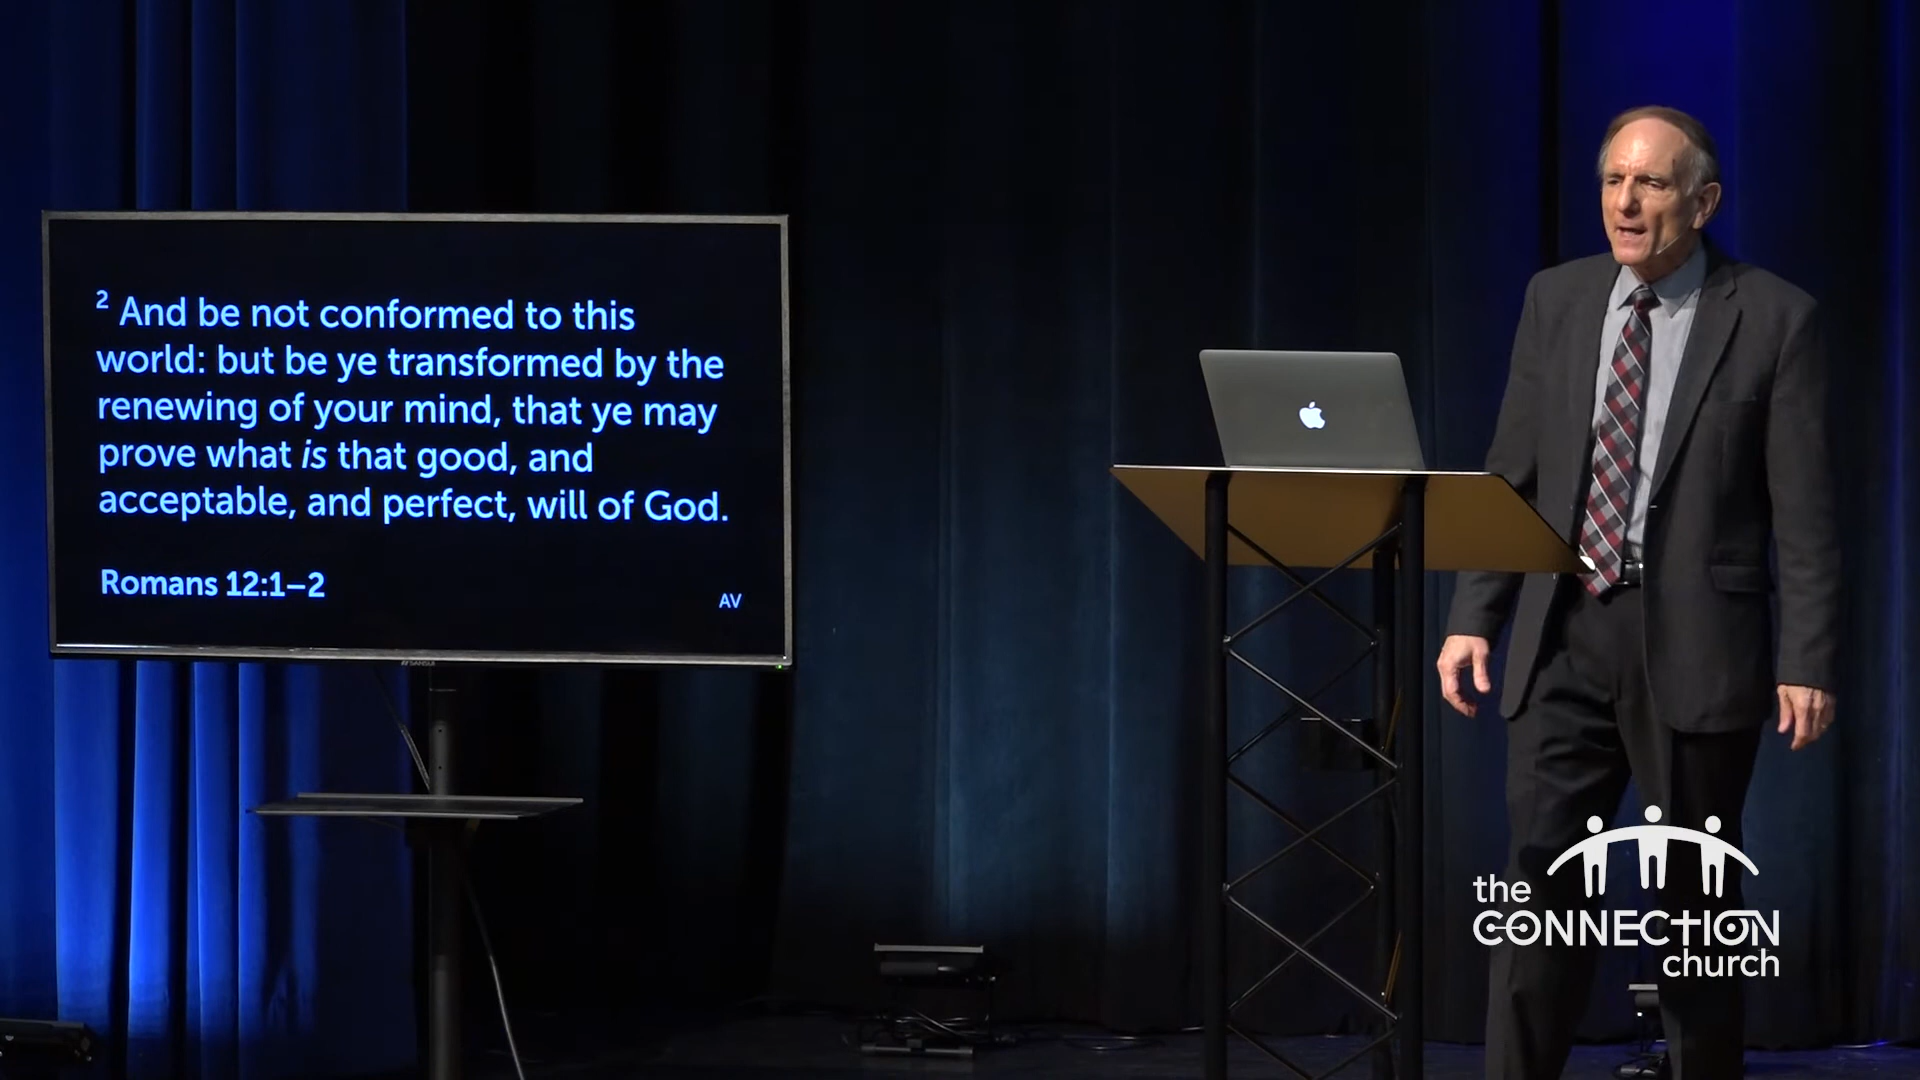 2 And be not conformed to this
world: but be ye transformed by the
renewing of your mind, that ye may
prove what is that good, and
acceptable, and perfect, will of God.
Romans 12:1–2
AV
SANSUI
the
CONNECTION
church